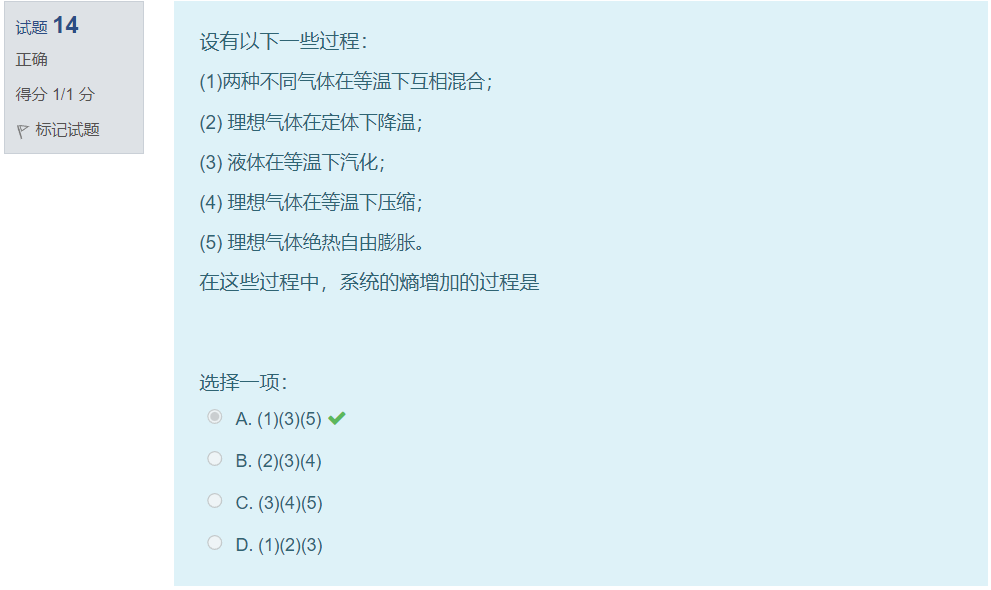 试题 14
正确
得分 1/1 分
标记试题
设有以下一些过程：
(1)两种不同气体在等温下互相混合；
(2) 理想气体在定体下降温；
(3) 液体在等温下汽化；
(4) 理想气体在等温下压缩；
(5) 理想气体绝热自由膨胀。
在这些过程中，系统的熵增加的过程是
选择一项：
A. (1)(3)(5)
B. (2)(3)(4)
C. (3)(4)(5)
D. (1)(2)(3)